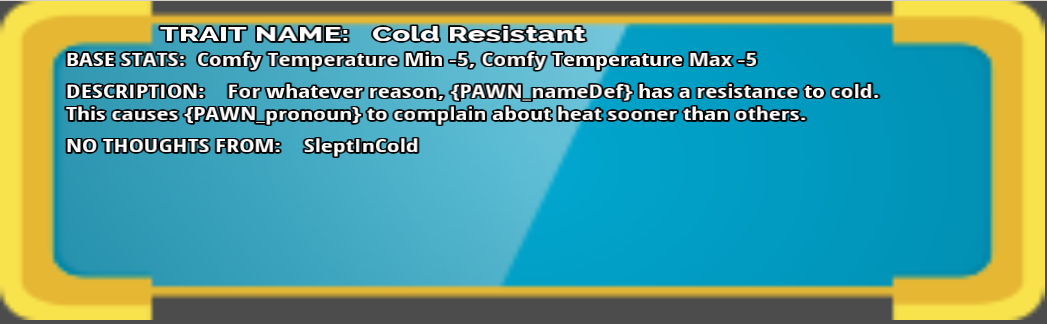 TRAIT NAME: Cold Resistant
BASE STATS: Comfy Temperature Min -5, Comfy Temperature Max -5
DESCRIPTION: For whatever reason, {PAWN_nameDef} has a resistance to cold.
This causes {PAWN_pronoun} to complain about heat sooner than others.
NO THOUGHTS FROM: SleptInCold